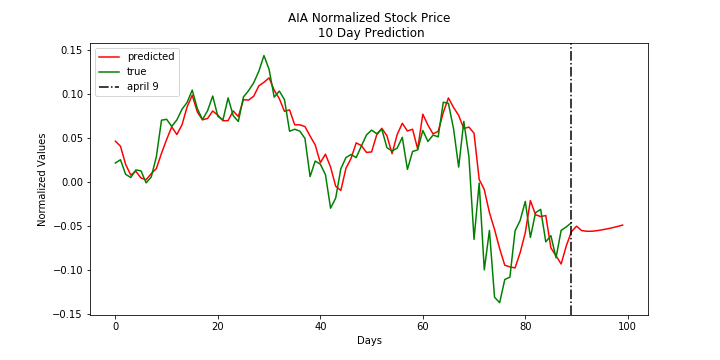 AIA Normalized Stock Price
10 Day Prediction
predicted
true
april 9
Normalized Values
0.15
0.10
0.05
0.00
−0.05
−0.10
−0.15
0
20
40
60
80
100
Days